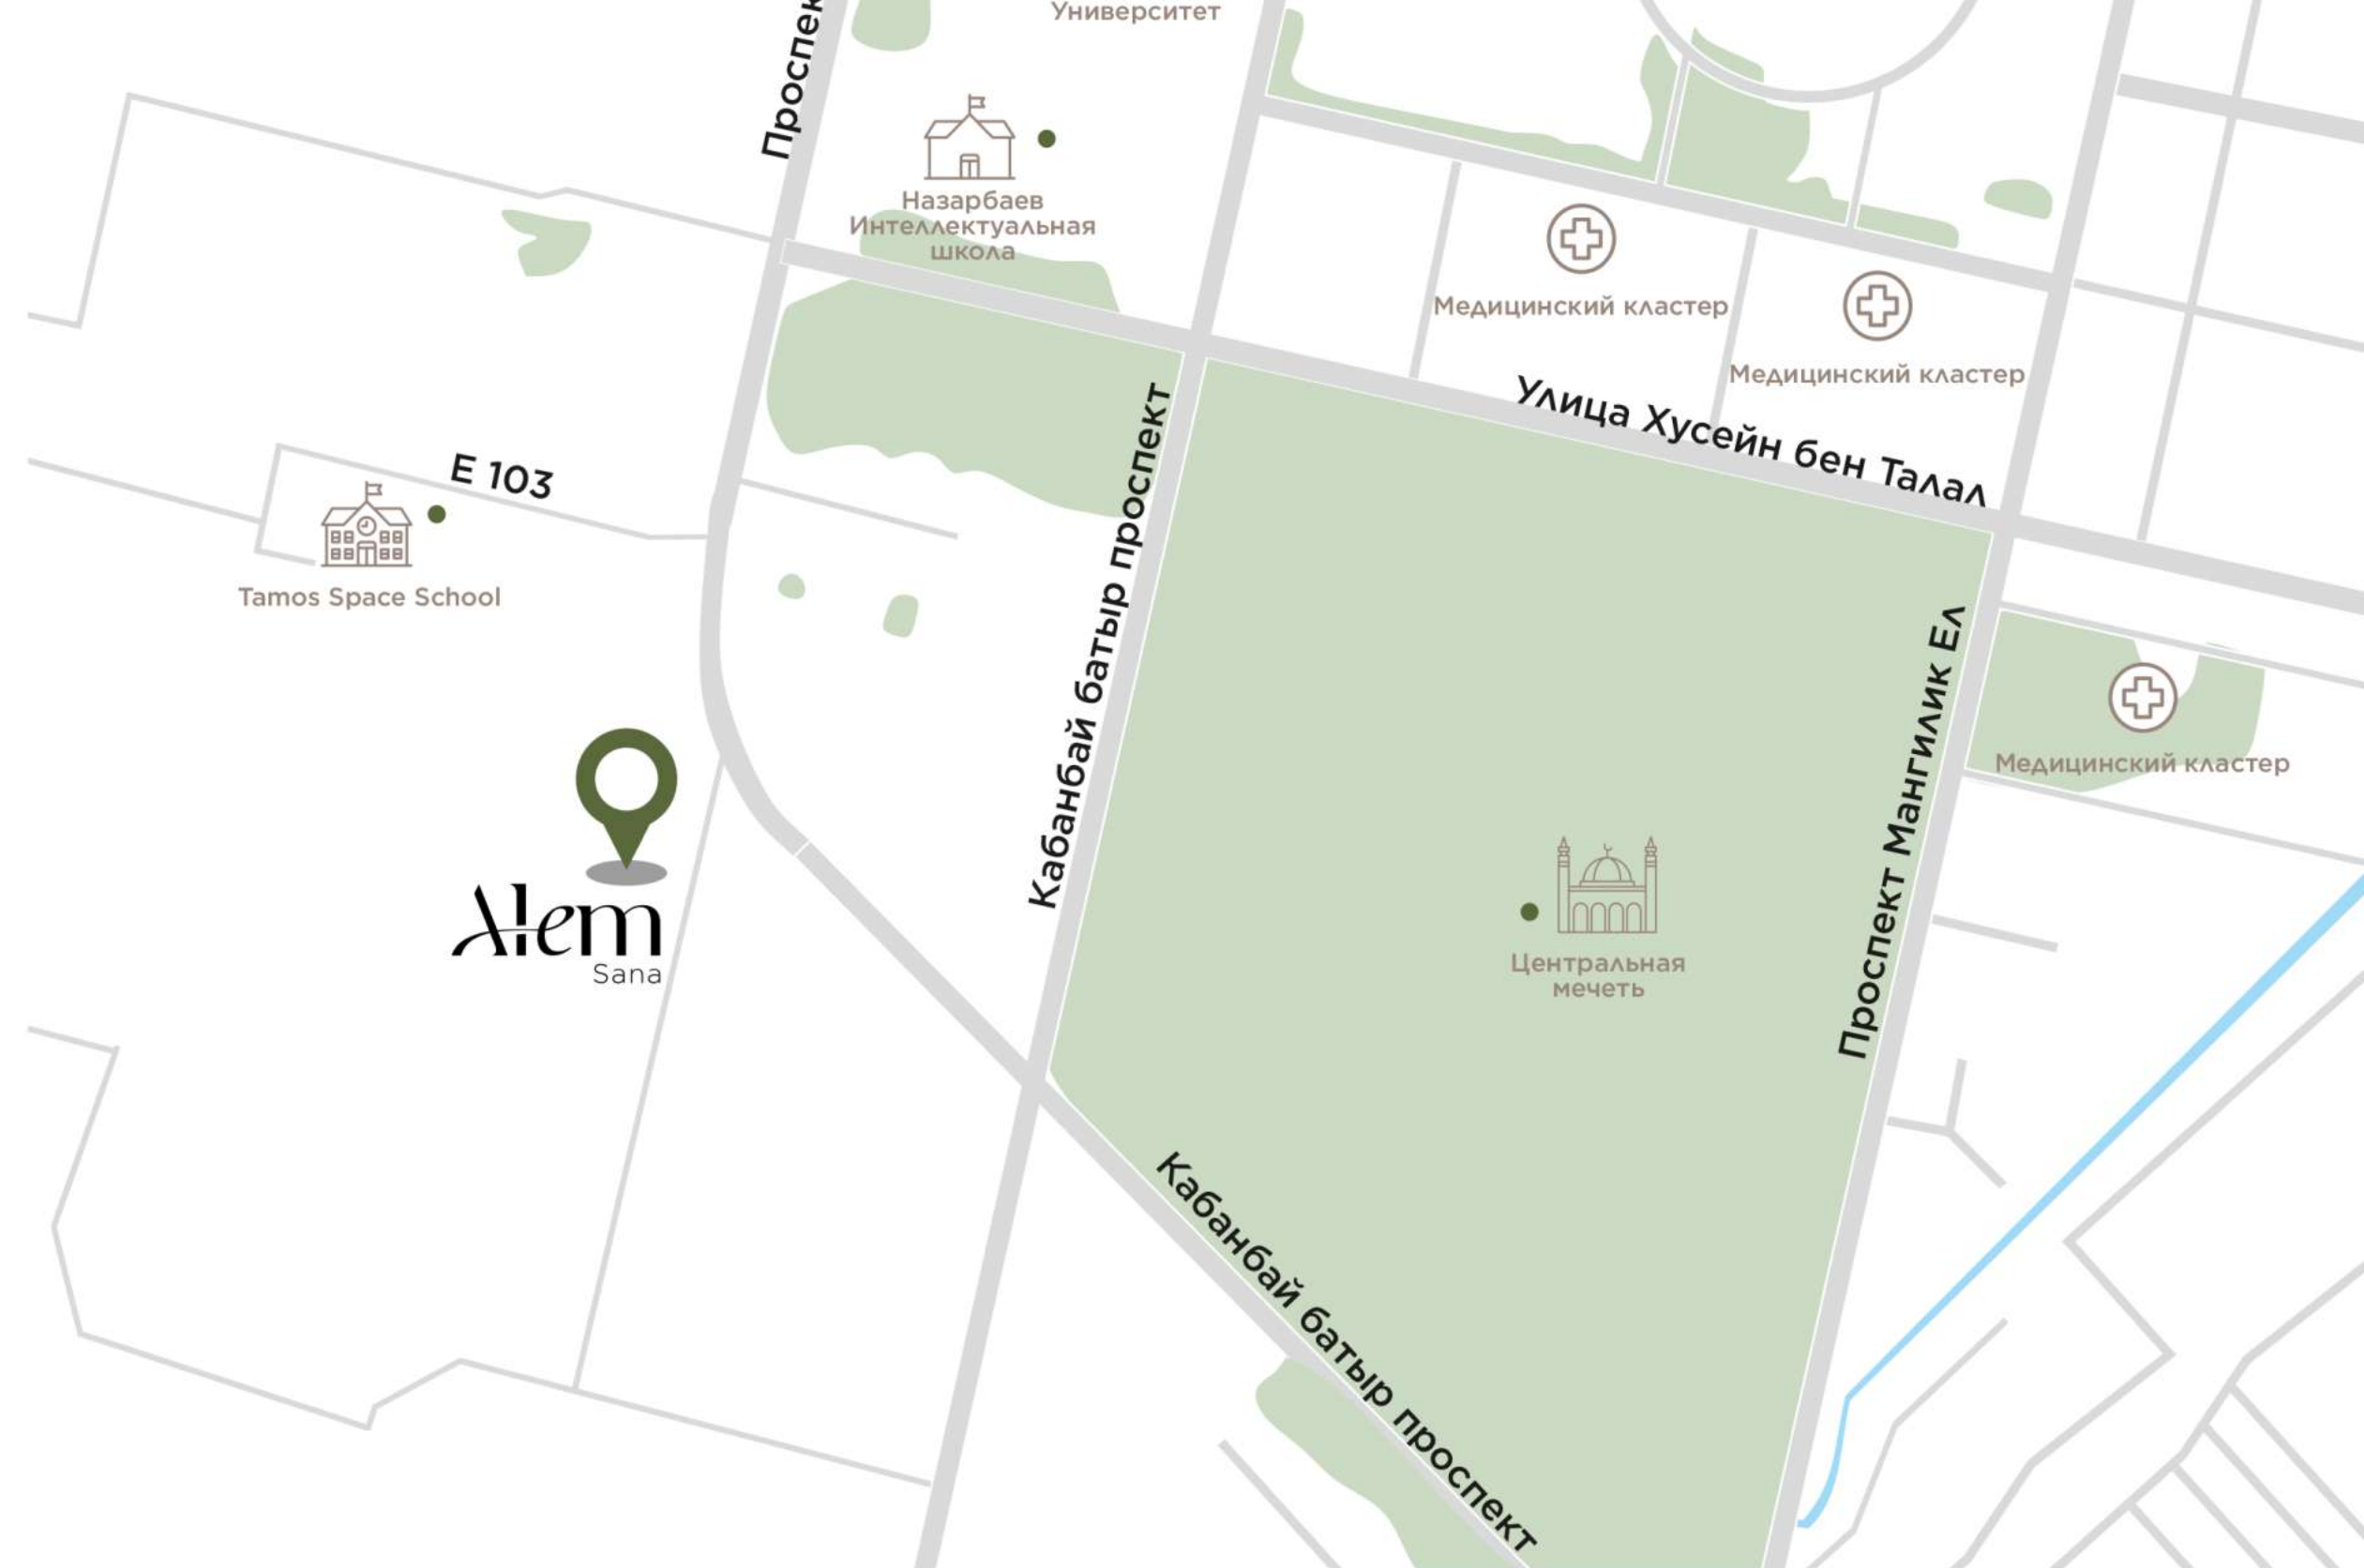 Университет
Назарбаев
Интеллектуальная
школа
Медицинский кластер
Медицинский кластер
Улица Хусейн бен Талал
E 103
Tamos Space School
Кабанбай батыр проспект
Проспект Мангилик Ел
Медицинский кластер
Alem
Sana
Центральная
мечеть
Кабанбай батыр проспект